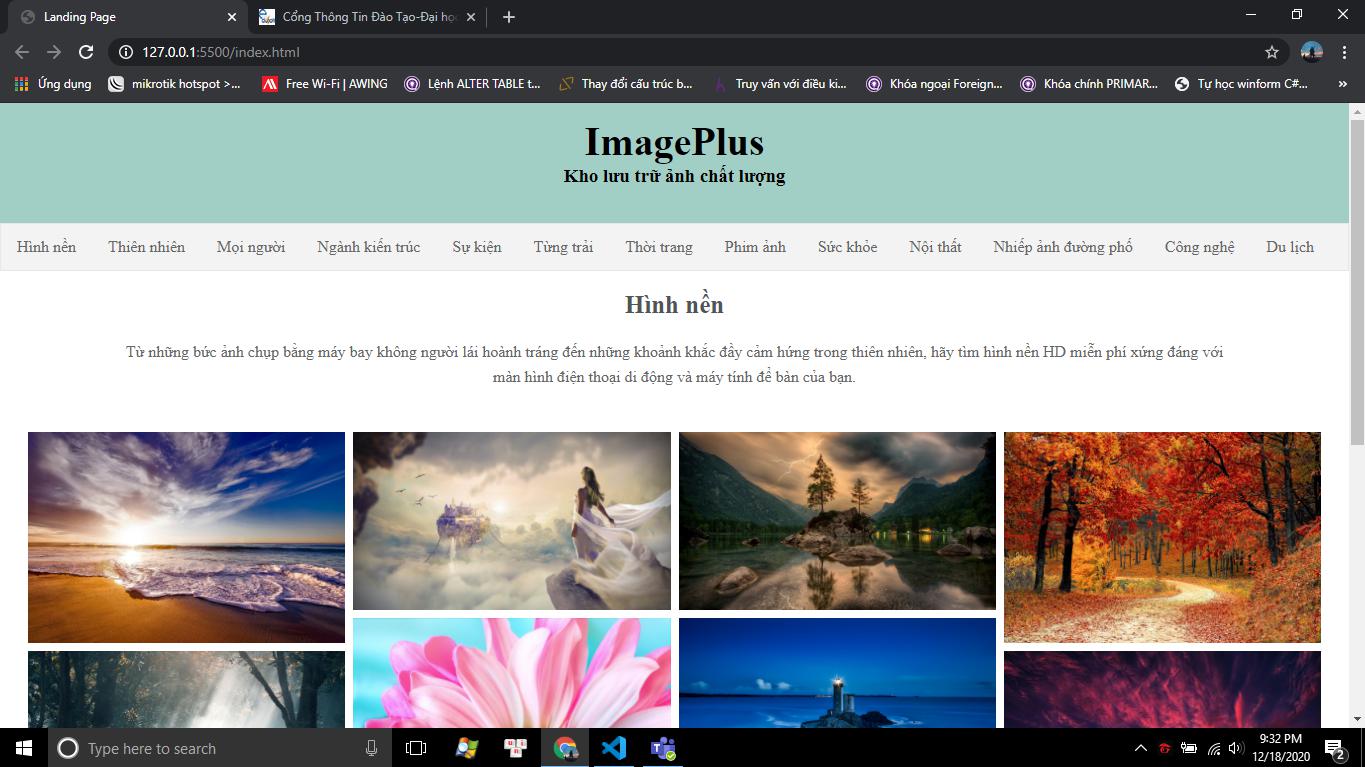 Landing Page
Cổng Thông Tin Đào Tạo-Đại học
127.0.0.1:5500/index.html
Ứng dụng mikrotik hotspot >... Free Wi-Fi | AWING Lệnh ALTER TABLE t... Thay đổi cấu trúc b... Truy vấn với điều ki... Khóa ngoại Foreign... Khóa chính PRIMAR... Tự học winform C#... »
ImagePlus
Kho lưu trữ ảnh chất lượng
Hình nền Thiên nhiên Mọi người Ngành kiến trúc Sự kiện Từng trải Thời trang Phim ảnh Sức khỏe Nội thất Nhiếp ảnh đường phố Công nghệ Du lịch
Hình nền
Từ những bức ảnh chụp bằng máy bay không người lái hoành tráng đến những khoảnh khắc đầy cảm hứng trong thiên nhiên, hãy tìm hình nền HD miễn phí xứng đáng với
màn hình điện thoại di động và máy tính để bàn của bạn.
Type here to search
9:32 PM
12/18/2020
2